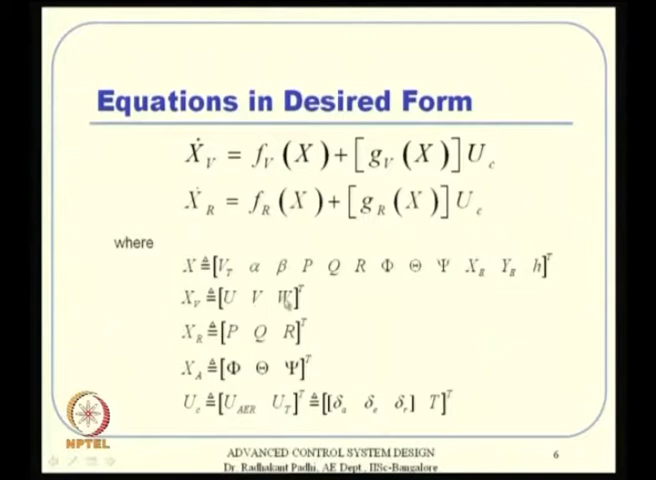 Equations in Desired Form
Ẋ_V = f_V (X) + [g_V (X)] U_c
Ẋ_R = f_R (X) + [g_R (X)] U_c
where
X ≜ [V_T α β P Q R Φ Θ Ψ X_E Y_E h]^T
X_V ≜ [U V W]^T
X_R ≜ [P Q R]^T
X_A ≜ [Φ Θ Ψ]^T
U_c ≜ [U_AER U_T]^T ≜ [[δ_a δ_e δ_r] T]^T
NPTEL
ADVANCED CONTROL SYSTEM DESIGN
Dr. Radhakant Padhi, AE Dept., IISc-Bangalore
6